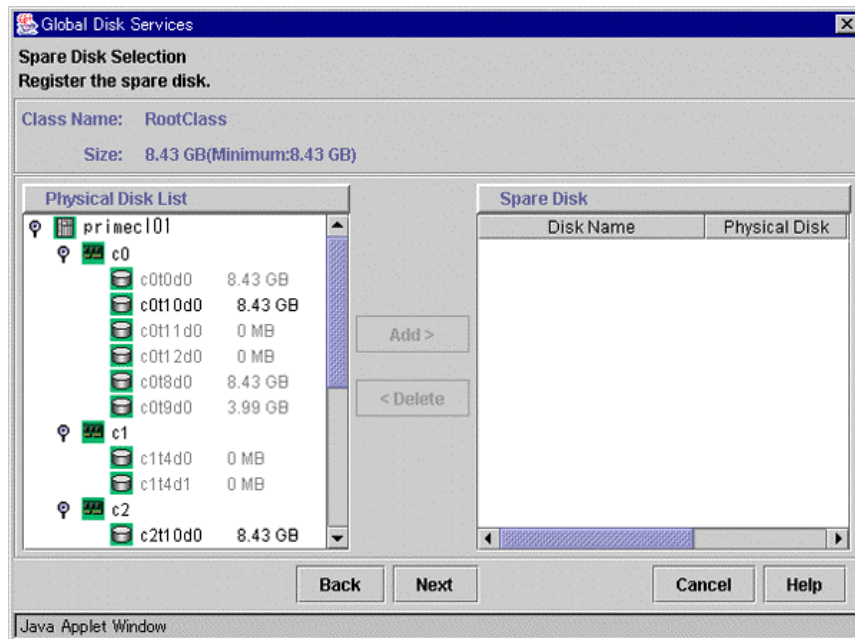 Global Disk Services
Spare Disk Selection
Register the spare disk.
Class Name: RootClass
Size: 8.43 GB(Minimum:8.43 GB)
Physical Disk List
primecl01
c0
c0t0d0 8.43 GB
c0t10d0 8.43 GB
c0t11d0 0 MB
c0t12d0 0 MB
c0t8d0 8.43 GB
c0t9d0 3.99 GB
c1
c1t4d0 0 MB
c1t4d1 0 MB
c2
c2t10d0 8.43 GB
Add >
< Delete
Spare Disk
Disk Name Physical Disk
Back Next Cancel Help
Java Applet Window